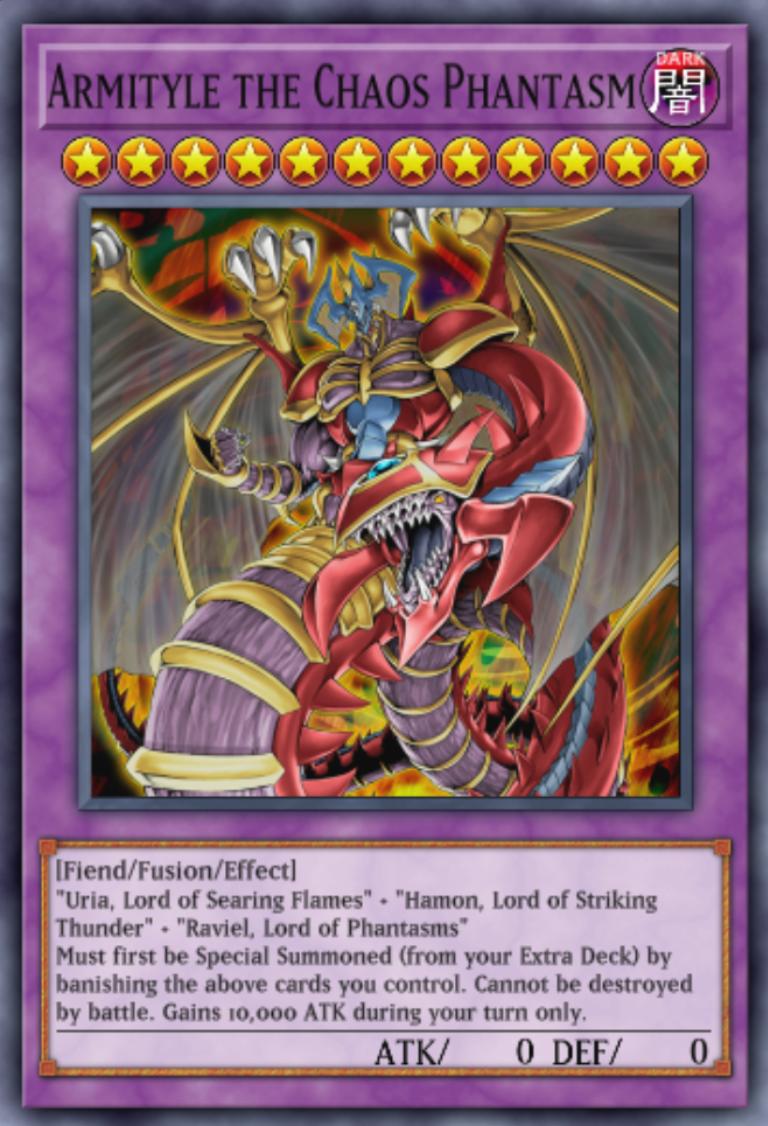 ARMITYLE THE CHAOS PHANTASM
DARK
闇
[Fiend/Fusion/Effect]
"Uria, Lord of Searing Flames" + "Hamon, Lord of Striking
Thunder" + "Raviel, Lord of Phantasms"
Must first be Special Summoned (from your Extra Deck) by
banishing the above cards you control. Cannot be destroyed
by battle. Gains 10,000 ATK during your turn only.
ATK/ 0 DEF/ 0